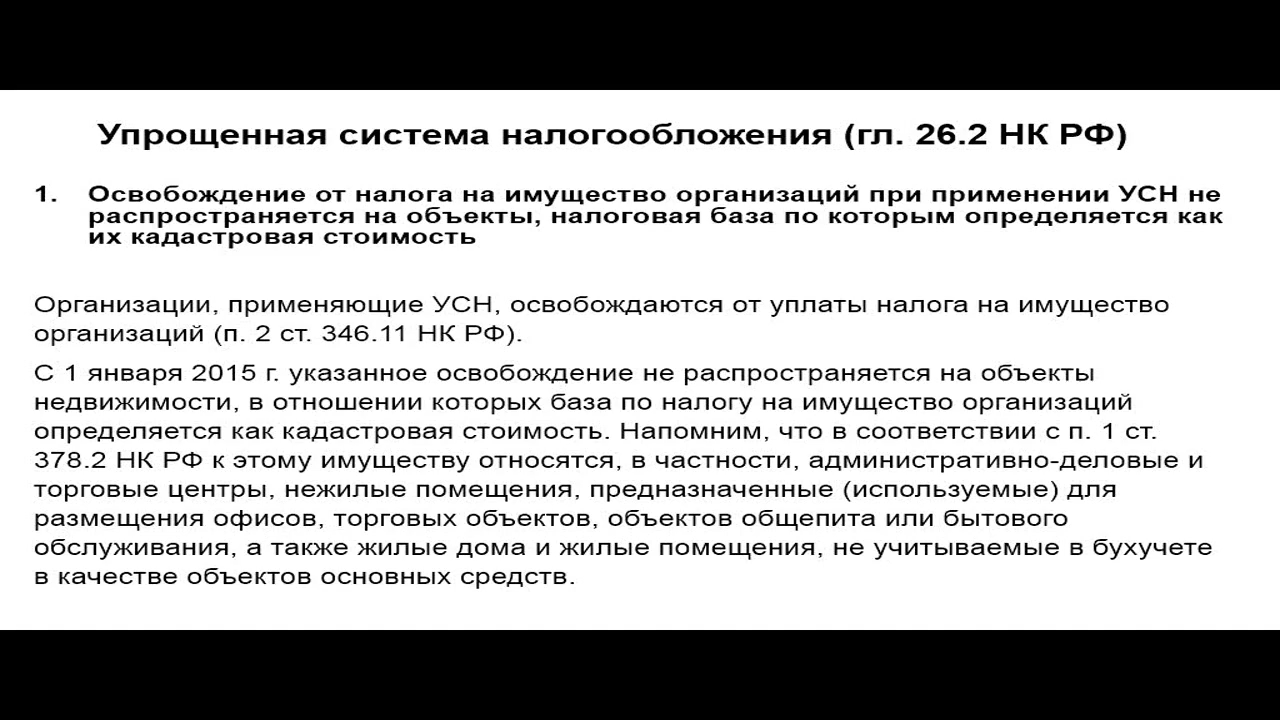 Упрощенная система налогообложения (гл. 26.2 НК РФ)
1. Освобождение от налога на имущество организаций при применении УСН не
распространяется на объекты, налоговая база по которым определяется как
их кадастровая стоимость
Организации, применяющие УСН, освобождаются от уплаты налога на имущество
организаций (п. 2 ст. 346.11 НК РФ).
С 1 января 2015 г. указанное освобождение не распространяется на объекты
недвижимости, в отношении которых база по налогу на имущество организаций
определяется как кадастровая стоимость. Напомним, что в соответствии с п. 1 ст.
378.2 НК РФ к этому имуществу относятся, в частности, административно-деловые и
торговые центры, нежилые помещения, предназначенные (используемые) для
размещения офисов, торговых объектов, объектов общепита или бытового
обслуживания, а также жилые дома и жилые помещения, не учитываемые в бухучете
в качестве объектов основных средств.